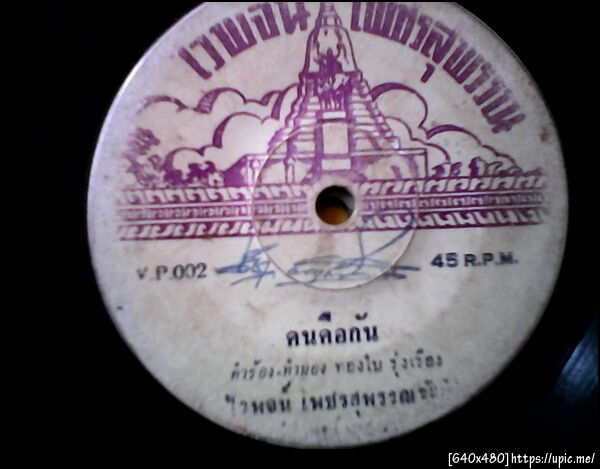 ไวพจน์ เพชรสุพรรณ
V.P.002
45 R.P.M.
คนคือกัน
คำร้อง-ทำนอง ทองใบ รุ่งเรือง
ไวพจน์ เพชรสุพรรณ
[640x480]https://upic.me/